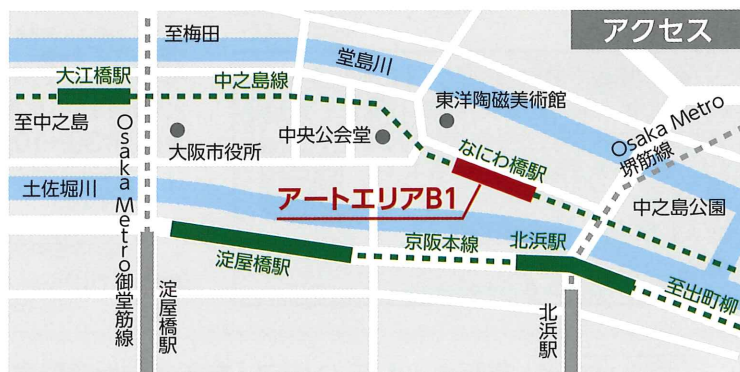 アクセス
至梅田
堂島川
大江橋駅
中之島線
東洋陶磁美術館
至中之島
Osaka Metro御堂筋線
大阪市役所
中央公会堂
なにわ橋駅
Osaka Metro
堺筋線
土佐堀川
アートエリアB1
中之島公園
淀屋橋駅
京阪本線
北浜駅
至出町柳
淀屋橋駅
北浜駅